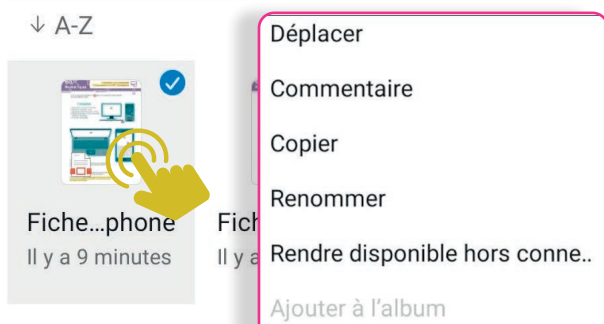 ↓ A-Z
Fiche...phone
Il y a 9 minutes
Fich
Il y a
Déplacer
Commentaire
Copier
Renommer
Rendre disponible hors conne..
Ajouter à l'album